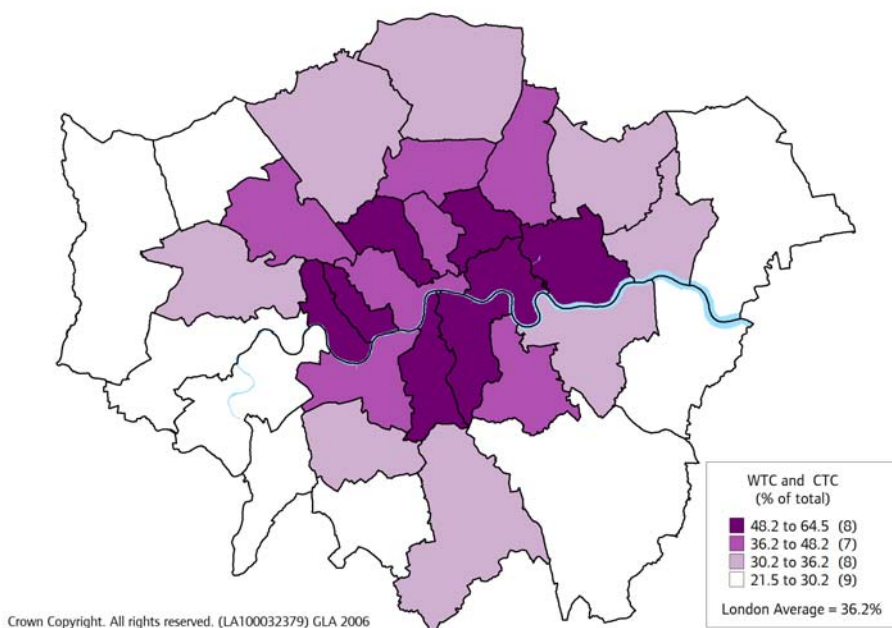 WTC and CTC
(% of total)
48.2 to 64.5 (8)
36.2 to 48.2 (7)
30.2 to 36.2 (8)
21.5 to 30.2 (9)
London Average = 36.2%
Crown Copyright. All rights reserved. (LA100032379) GLA 2006